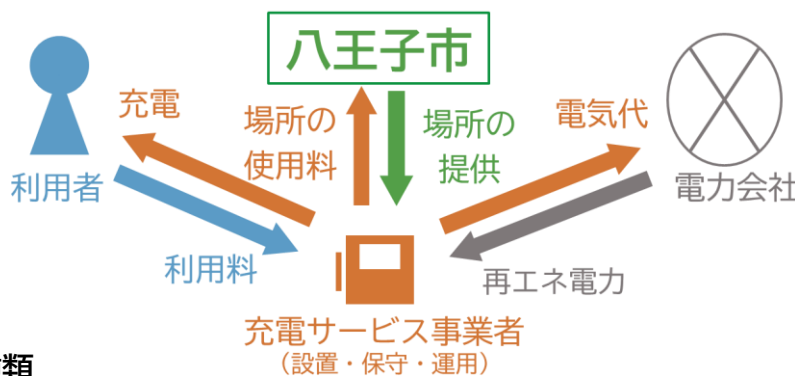 八王子市
充電
場所の
使用料
場所の
提供
電気代
利用者
電力会社
利用料
再エネ電力
充電サービス事業者
(設置・保守・運用)
類